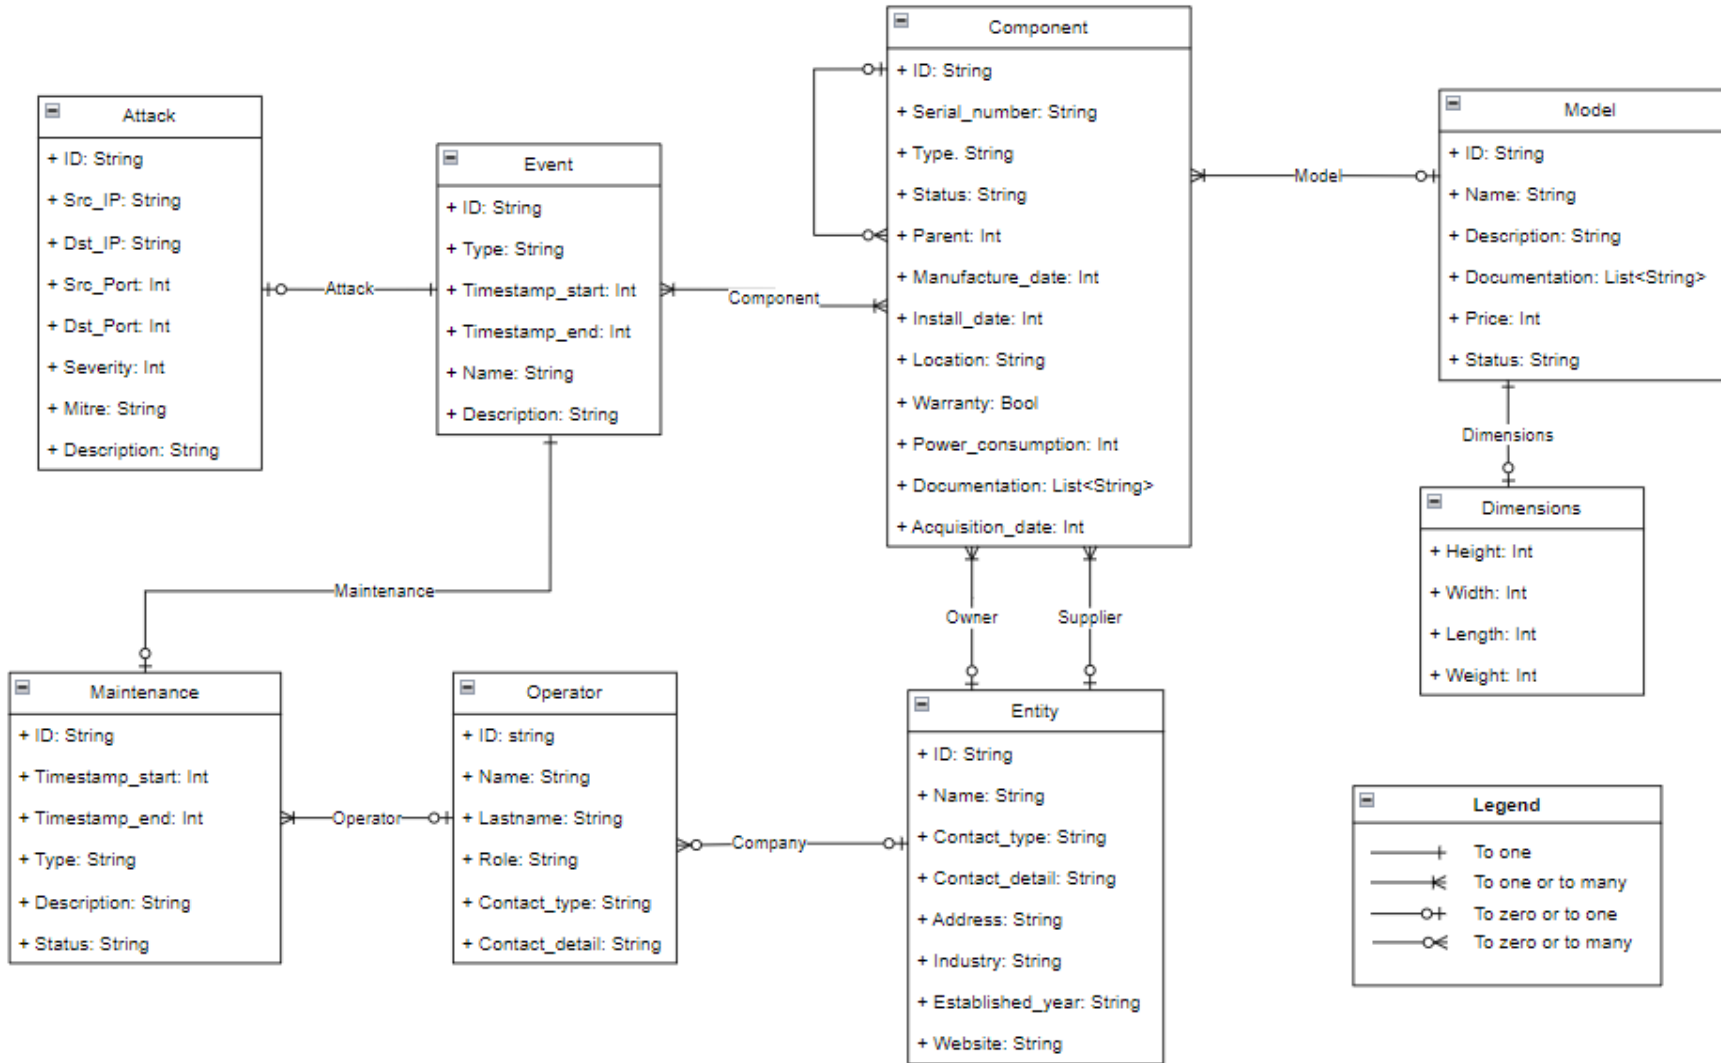 Attack
+ ID: String
+ Src_IP: String
+ Dst_IP: String
+ Src_Port: Int
+ Dst_Port: Int
+ Severity: Int
+ Mitre: String
+ Description: String
Attack
Event
+ ID: String
+ Type: String
+ Timestamp_start: Int
+ Timestamp_end: Int
+ Name: String
+ Description: String
Component
Component
+ ID: String
+ Serial_number: String
+ Type. String
+ Status: String
+ Parent: Int
+ Manufacture_date: Int
+ Install_date: Int
+ Location: String
+ Warranty: Bool
+ Power_consumption: Int
+ Documentation: List<String>
+ Acquisition_date: Int
Model
Model
+ ID: String
+ Name: String
+ Description: String
+ Documentation: List<String>
+ Price: Int
+ Status: String
Dimensions
Dimensions
+ Height: Int
+ Width: Int
+ Length: Int
+ Weight: Int
Maintenance
Owner
Supplier
Maintenance
+ ID: String
+ Timestamp_start: Int
+ Timestamp_end: Int
+ Type: String
+ Description: String
+ Status: String
Operator
Operator
+ ID: string
+ Name: String
+ Lastname: String
+ Role: String
+ Contact_type: String
+ Contact_detail: String
Company
Entity
+ ID: String
+ Name: String
+ Contact_type: String
+ Contact_detail: String
+ Address: String
+ Industry: String
+ Established_year: String
+ Website: String
Legend
To one
To one or to many
To zero or to one
To zero or to many